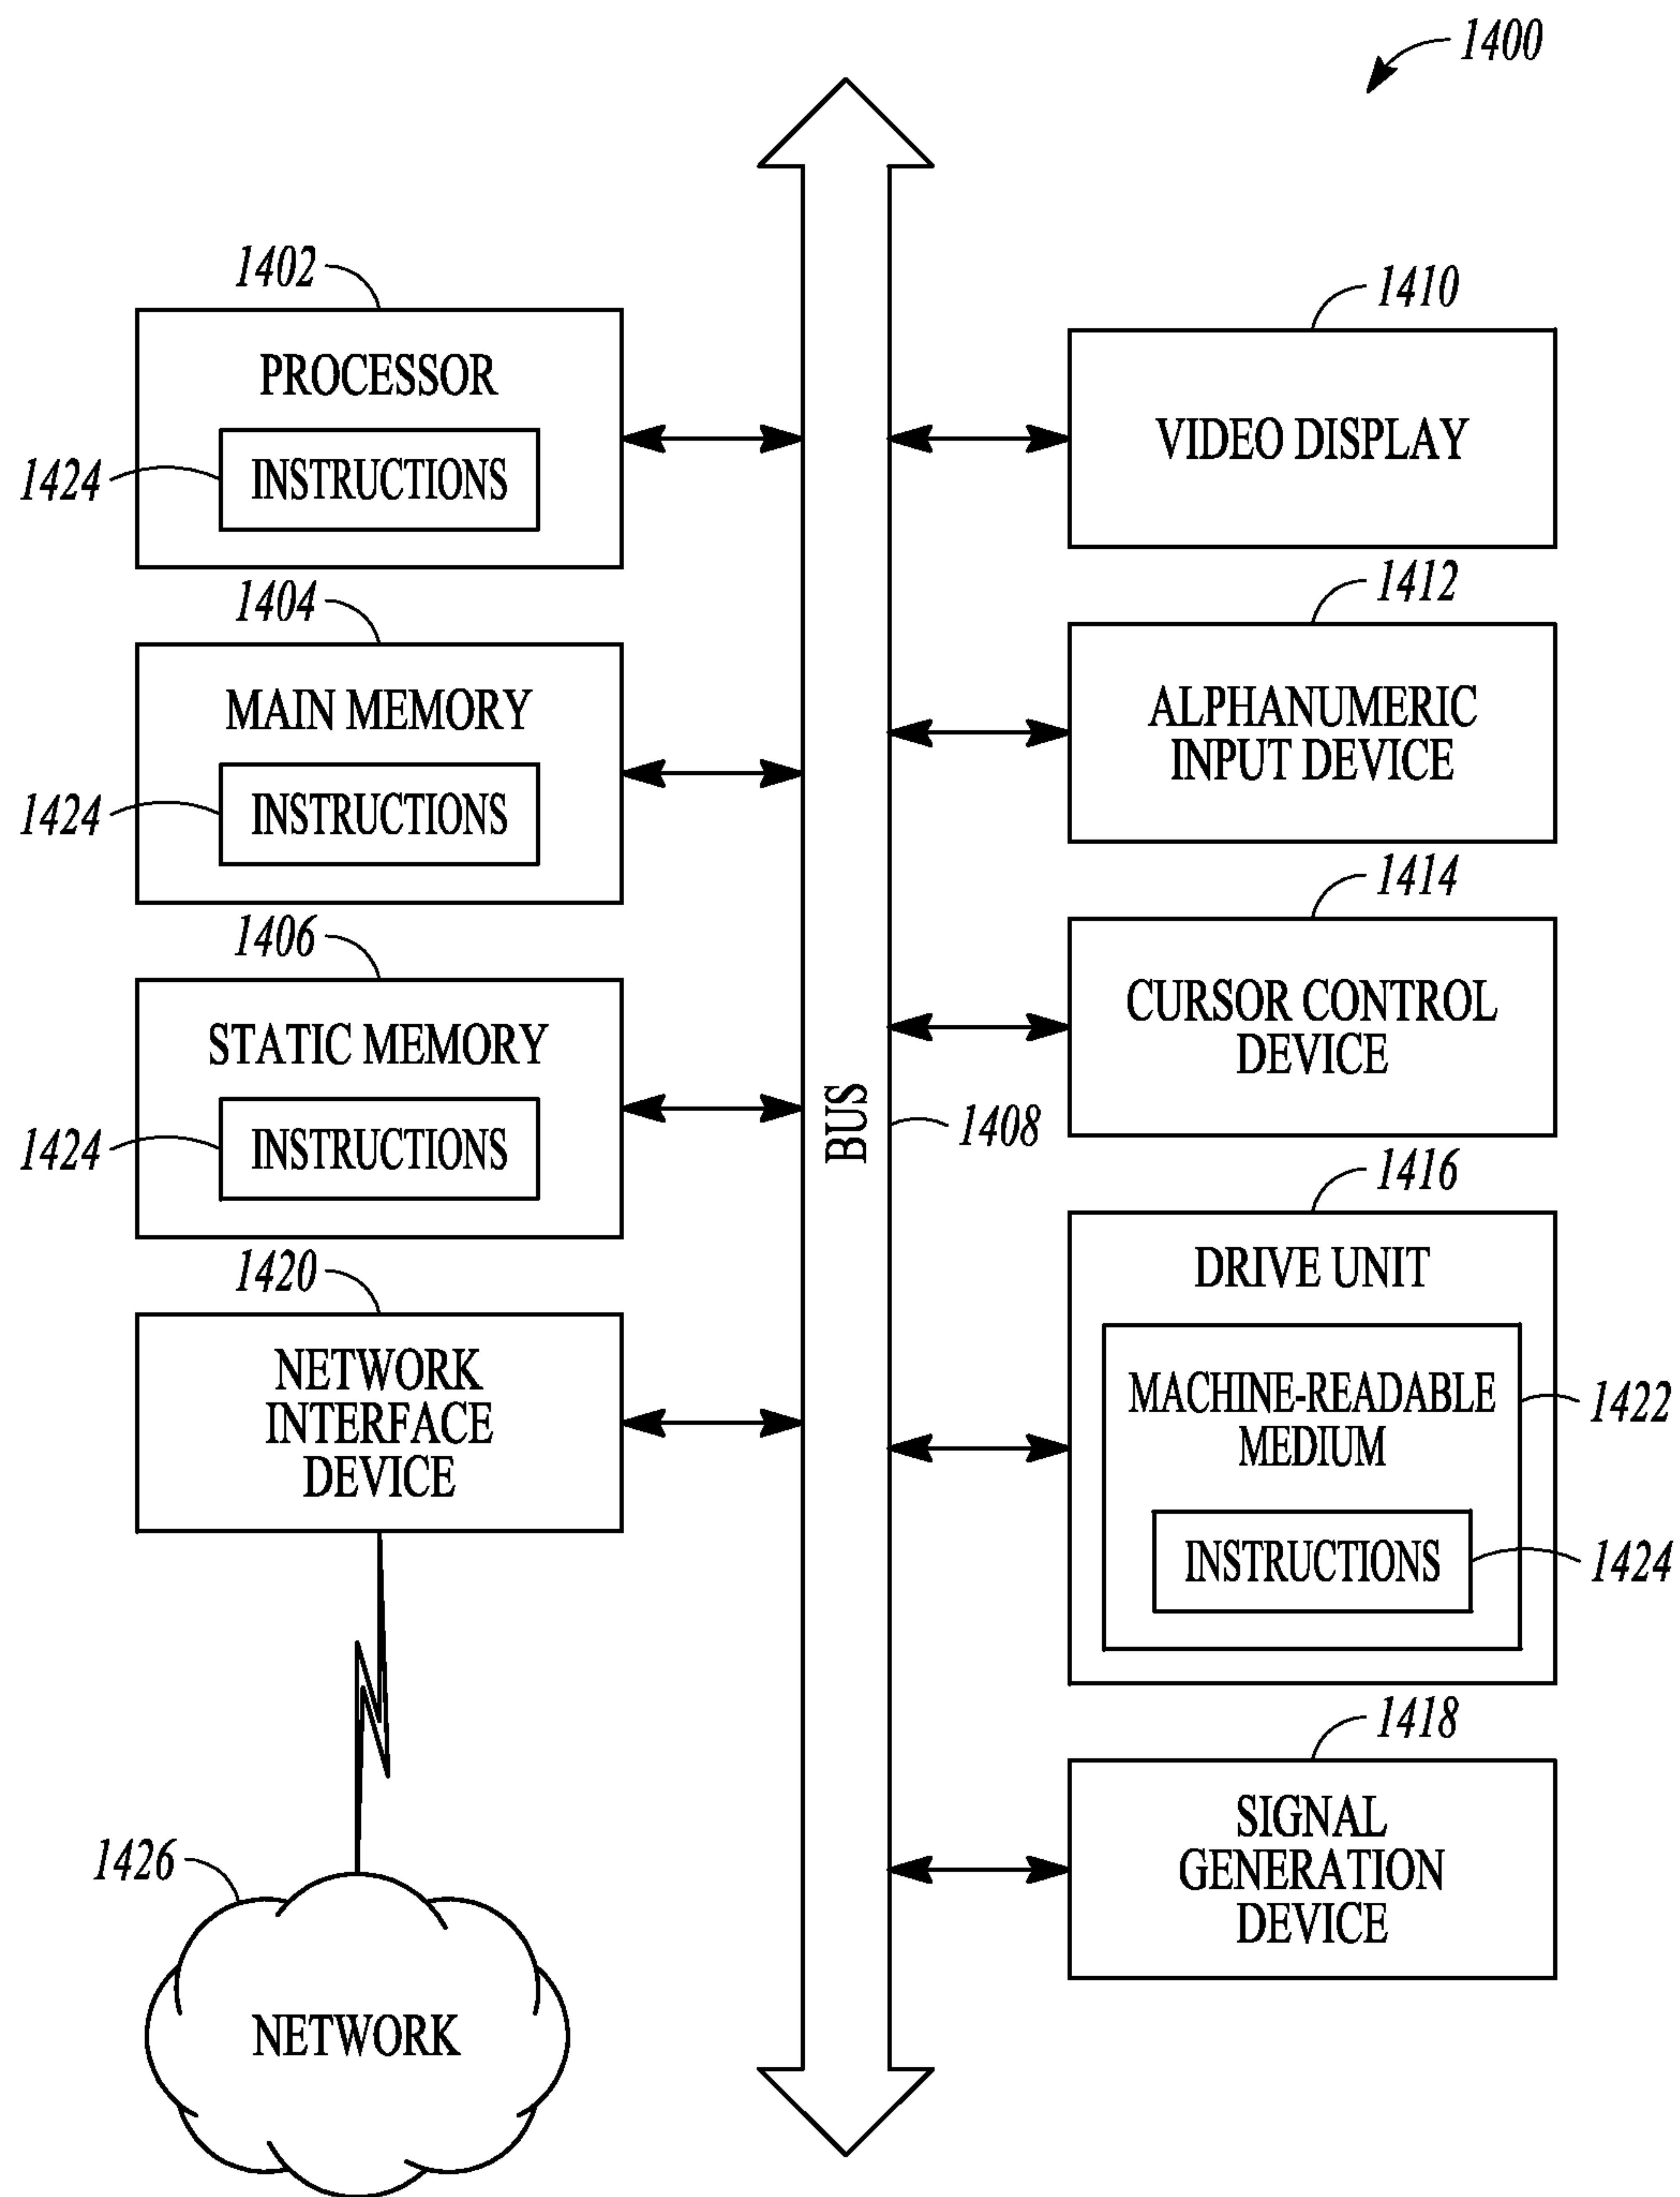 1400
1402
PROCESSOR
1424
INSTRUCTIONS
1404
MAIN MEMORY
1424
INSTRUCTIONS
1406
STATIC MEMORY
1424
INSTRUCTIONS
1420
NETWORK
INTERFACE
DEVICE
1426
NETWORK
BUS
1408
1410
VIDEO DISPLAY
1412
ALPHANUMERIC
INPUT DEVICE
1414
CURSOR CONTROL
DEVICE
1416
DRIVE UNIT
MACHINE-READABLE
MEDIUM
1422
INSTRUCTIONS
1424
1418
SIGNAL
GENERATION
DEVICE